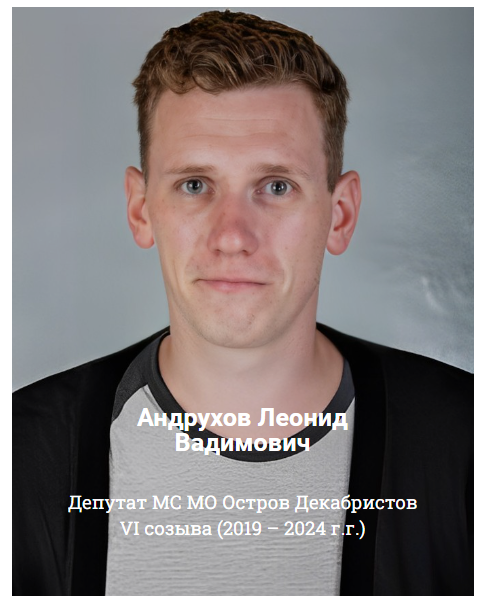 Андрухов Леонид
Вадимович
Депутат МС МО Остров Декабристов
VI созыва (2019 – 2024 г.г.)